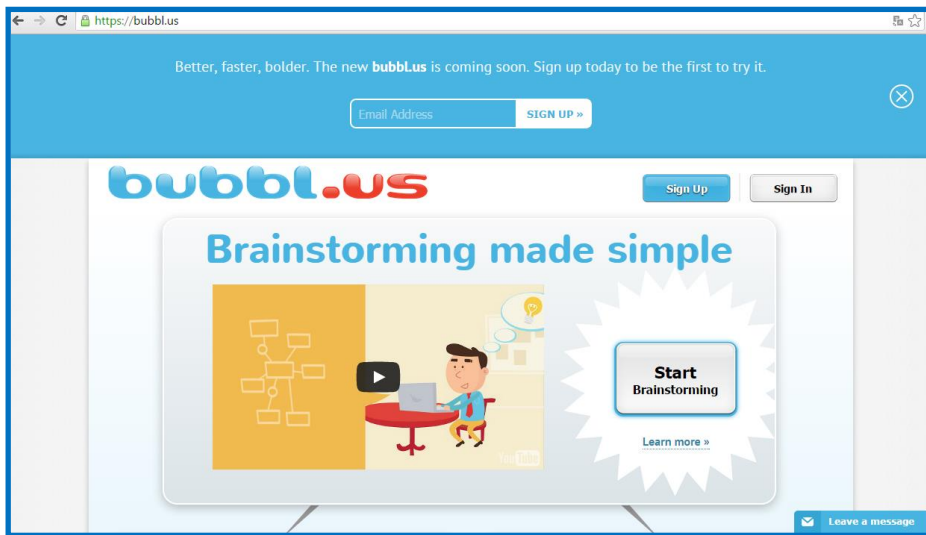 https://bubbl.us
Better, faster, bolder. The new bubbl.us is coming soon. Sign up today to be the first to try it.
Email Address
SIGN UP »
bubbl.us
Sign Up
Sign In
Brainstorming made simple
Start
Brainstorming
Learn more »
YouTube
Leave a message